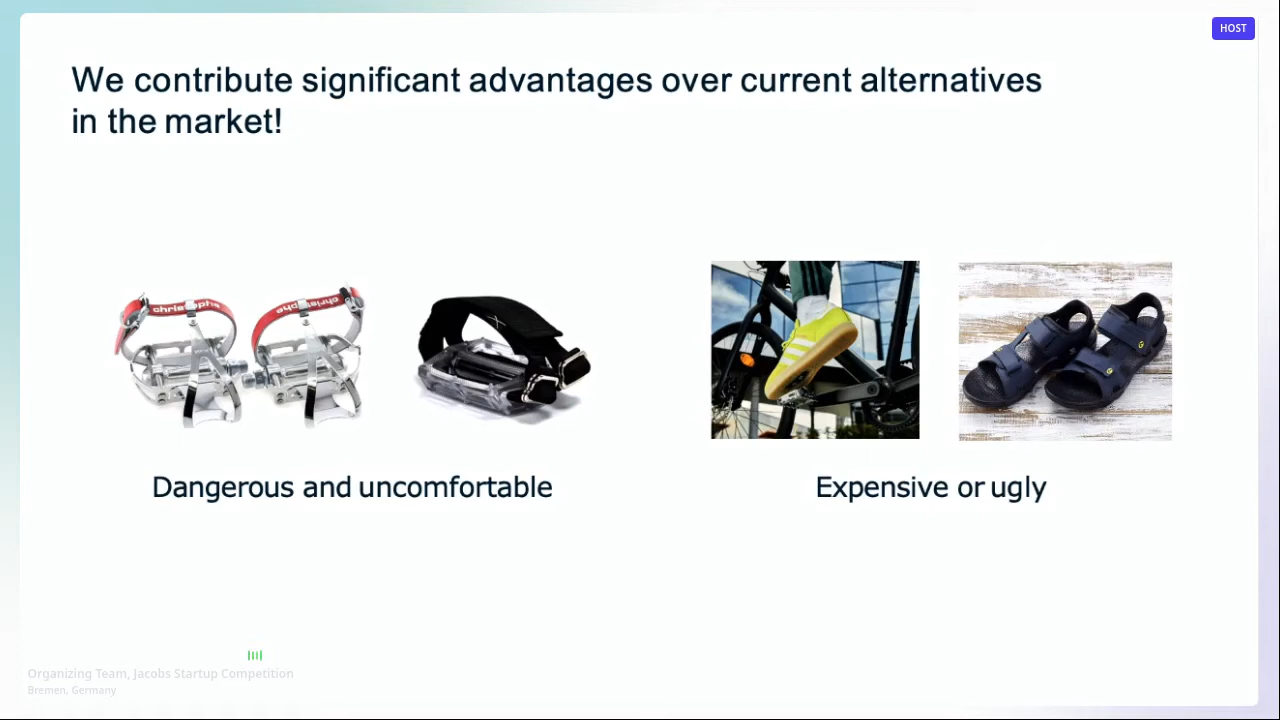 HOST
We contribute significant advantages over current alternatives
in the market!
christophe
christophe
Dangerous and uncomfortable
Expensive or ugly
Organizing Team, Jacobs Startup Competition
Bremen, Germany